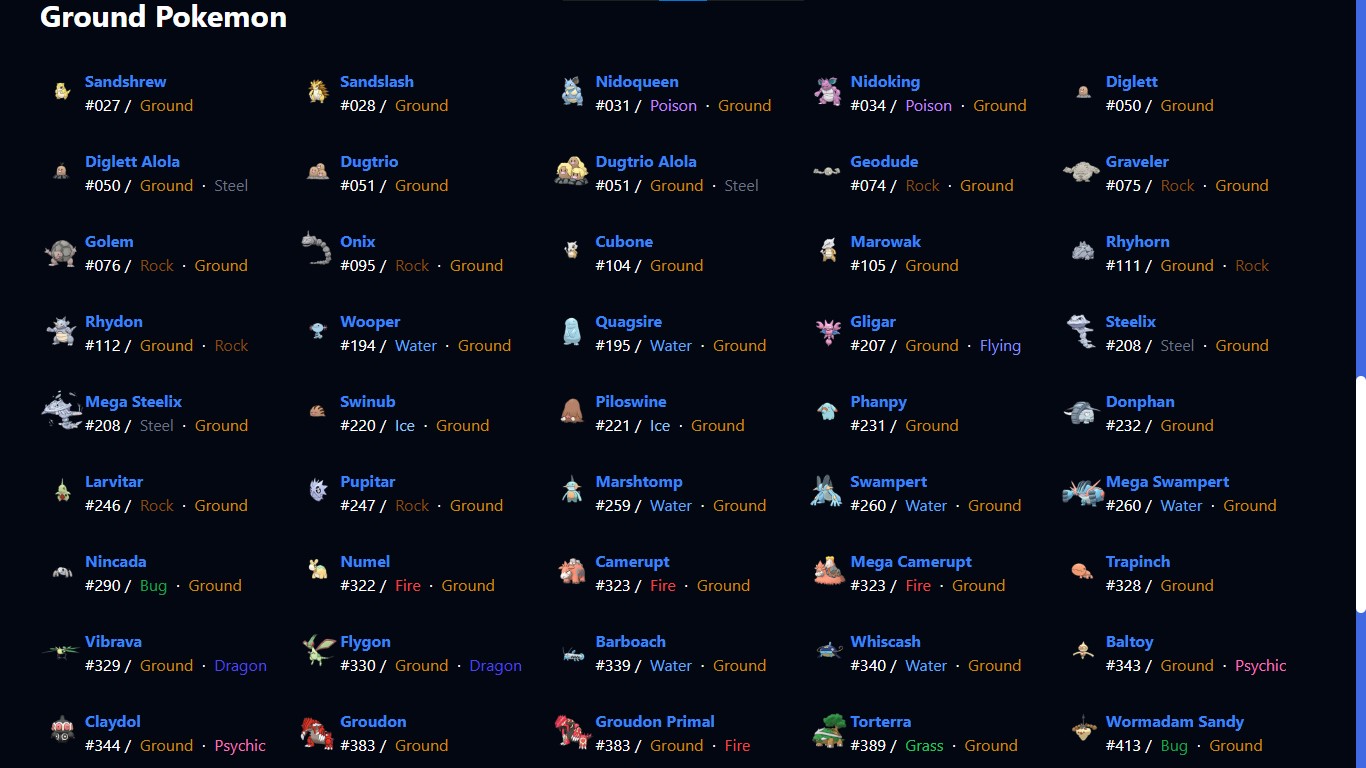 Ground Pokemon
Sandshrew Sandslash Nidoqueen Nidoking Diglett
#027 / Ground #028 / Ground #031 / Poison · Ground #034 / Poison · Ground #050 / Ground
Diglett Alola Dugtrio Dugtrio Alola Geodude Graveler
#050 / Ground · Steel #051 / Ground #051 / Ground · Steel #074 / Rock · Ground #075 / Rock · Ground
Golem Onix Cubone Marowak Rhyhorn
#076 / Rock · Ground #095 / Rock · Ground #104 / Ground #105 / Ground #111 / Ground · Rock
Rhydon Wooper Quagsire Gligar Steelix
#112 / Ground · Rock #194 / Water · Ground #195 / Water · Ground #207 / Ground · Flying #208 / Steel · Ground
Mega Steelix Swinub Piloswine Phanpy Donphan
#208 / Steel · Ground #220 / Ice · Ground #221 / Ice · Ground #231 / Ground #232 / Ground
Larvitar Pupitar Marshtomp Swampert Mega Swampert
#246 / Rock · Ground #247 / Rock · Ground #259 / Water · Ground #260 / Water · Ground #260 / Water · Ground
Nincada Numel Camerupt Mega Camerupt Trapinch
#290 / Bug · Ground #322 / Fire · Ground #323 / Fire · Ground #323 / Fire · Ground #328 / Ground
Vibrava Flygon Barboach Whiscash Baltoy
#329 / Ground · Dragon #330 / Ground · Dragon #339 / Water · Ground #340 / Water · Ground #343 / Ground · Psychic
Claydol Groudon Groudon Primal Torterra Wormadam Sandy
#344 / Ground · Psychic #383 / Ground #383 / Ground · Fire #389 / Grass · Ground #413 / Bug · Ground